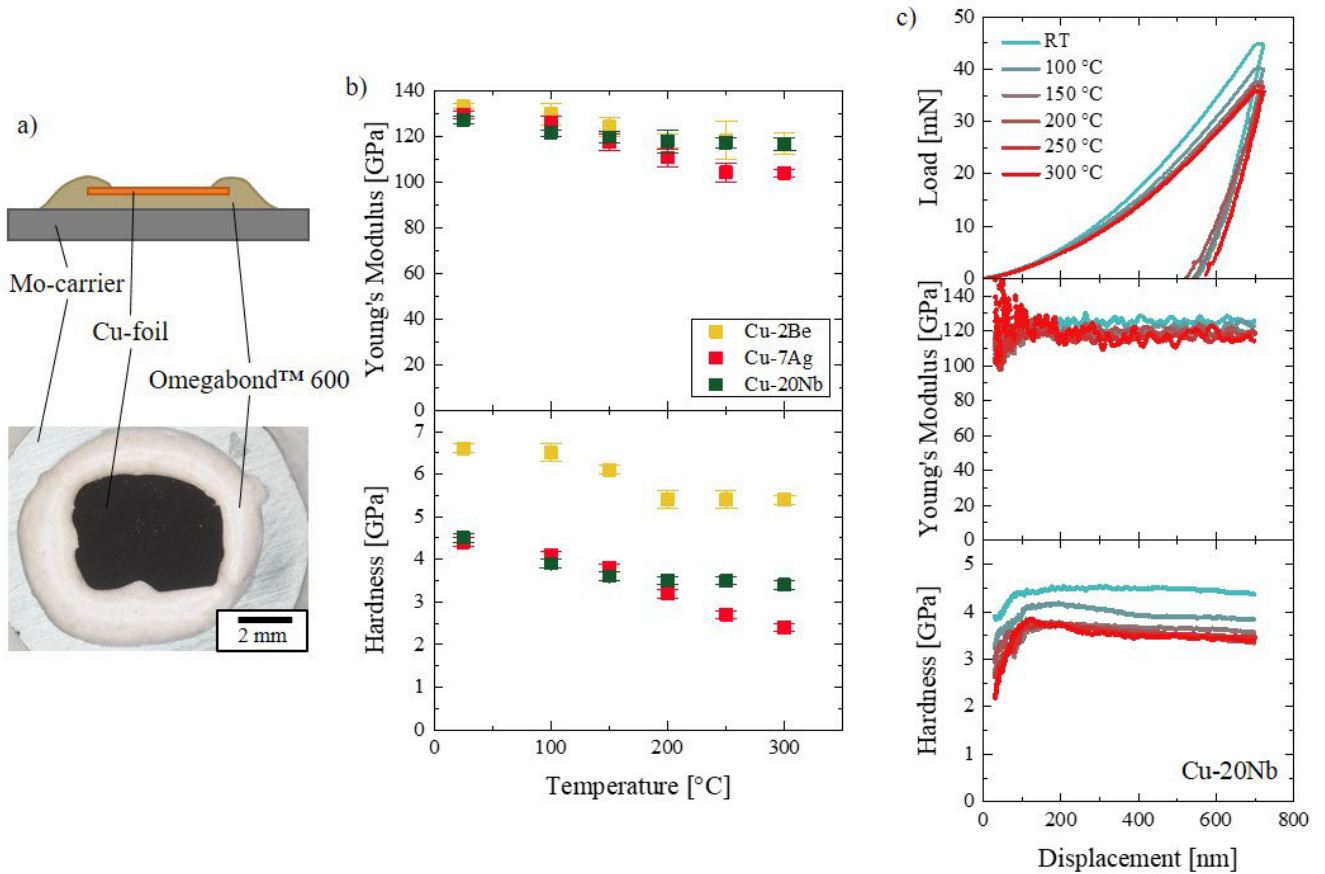 a)
Mo-carrier
Cu-foil
Omegabond™ 600
2 mm
b)
Young's Modulus [GPa]
140
120
100
80
60
40
20
0
Cu-2Be
Cu-7Ag
Cu-20Nb
Hardness [GPa]
7
6
5
4
3
2
1
0
0
100
200
300
Temperature [°C]
c)
Load [mN]
50
40
30
20
10
0
RT
100 °C
150 °C
200 °C
250 °C
300 °C
Young's Modulus [GPa]
140
120
100
80
60
40
20
0
Hardness [GPa]
5
4
3
2
1
0
Cu-20Nb
0
200
400
600
800
Displacement [nm]